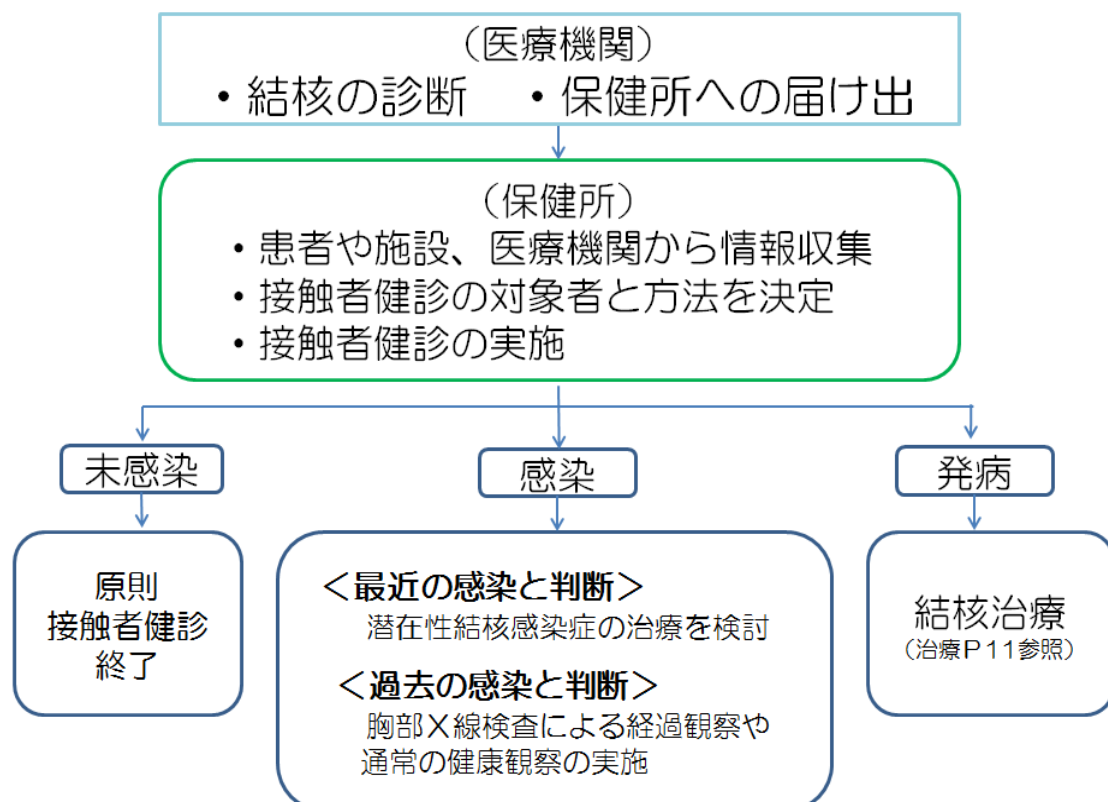 （医療機関）
・結核の診断　・保健所への届け出
（保健所）
・患者や施設、医療機関から情報収集
・接触者健診の対象者と方法を決定
・接触者健診の実施
未感染
感染
発病
原則
接触者健診
終了
＜最近の感染と判断＞
潜在性結核感染症の治療を検討
＜過去の感染と判断＞
胸部Ｘ線検査による経過観察や
通常の健康観察の実施
結核治療
（治療Ｐ１１参照）